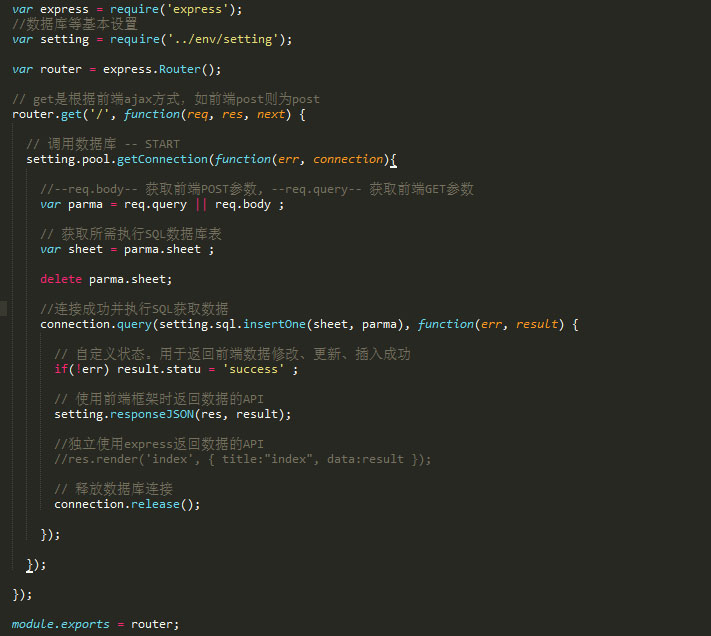 var express = require('express');
//数据库等基本设置
var setting = require('../env/setting');
var router = express.Router();
// get是根据前端ajax方式，如前端post则为post
router.get('/', function(req, res, next) {
// 调用数据库 -- START
setting.pool.getConnection(function(err, connection){
//--req.body-- 获取前端POST参数，--req.query-- 获取前端GET参数
var parma = req.query || req.body ;
// 获取所需执行SQL数据库表
var sheet = parma.sheet ;
delete parma.sheet;
//连接成功并执行SQL获取数据
connection.query(setting.sql.insertOne(sheet, parma), function(err, result) {
// 自定义状态。用于返回前端数据修改、更新、插入成功
if(!err) result.statu = 'success' ;
// 使用前端框架时返回数据的API
setting.responseJSON(res, result);
//独立使用express返回数据的API
//res.render('index', { title:"index", data:result });
// 释放数据库连接
connection.release();
});
});
});
module.exports = router;